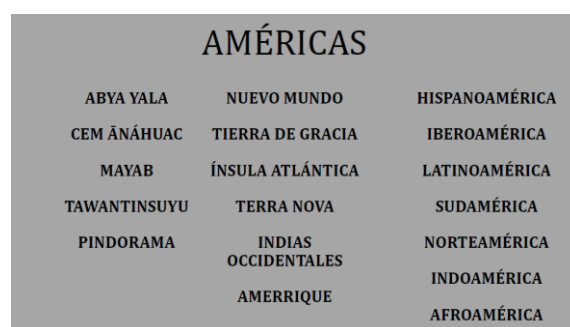 AMÉRICAS
ABYA YALA
CEM ĀNÁHUAC
MAYAB
TAWANTINSUYU
PINDORAMA
NUEVO MUNDO
TIERRA DE GRACIA
ÍNSULA ATLÁNTICA
TERRA NOVA
INDIAS
OCCIDENTALES
AMERRIQUE
HISPANOAMÉRICA
IBEROAMÉRICA
LATINOAMÉRICA
SUDAMÉRICA
NORTEAMÉRICA
INDOAMÉRICA
AFROAMÉRICA